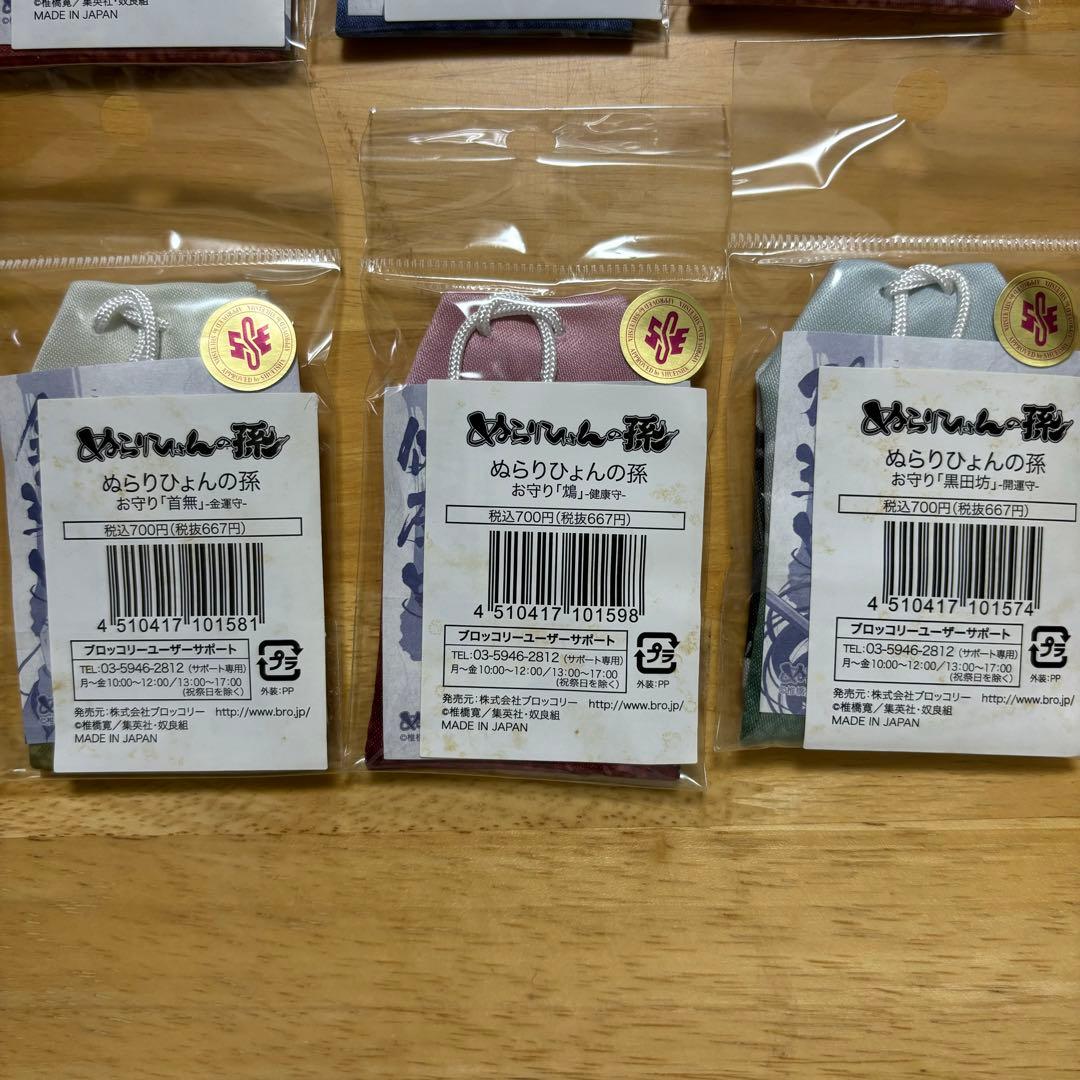 ©椎橋寛／集英社・奴良組
MADE IN JAPAN
MADE IN JAPAN
APPROVED by SHUEISHA
ぬらりひょんの孫
ぬらりひょんの孫
お守り「首無」-金運守-
税込700円(税抜667円)
4 510417 101581
ブロッコリーユーザーサポート
TEL:03-5946-2812 (サポート専用)
月〜金10:00〜12:00/13:00〜17:00
(祝祭日を除く)
プラ
外装:PP
発売元:株式会社ブロッコリー http://www.bro.jp/
©椎橋寛／集英社・奴良組
MADE IN JAPAN
APPROVED by SHUEISHA
ぬらりひょんの孫
ぬらりひょんの孫
お守り「鴆」-健康守-
税込700円(税抜667円)
4 510417 101598
ブロッコリーユーザーサポート
TEL:03-5946-2812 (サポート専用)
月〜金10:00〜12:00/13:00〜17:00
(祝祭日を除く)
プラ
外装:PP
発売元:株式会社ブロッコリー http://www.bro.jp/
©椎橋寛／集英社・奴良組
MADE IN JAPAN
APPROVED by SHUEISHA
ぬらりひょんの孫
ぬらりひょんの孫
お守り「黒田坊」-開運守-
税込700円(税抜667円)
4 510417 101574
ブロッコリーユーザーサポート
TEL:03-5946-2812 (サポート専用)
月〜金10:00〜12:00/13:00〜17:00
(祝祭日を除く)
プラ
外装:PP
発売元:株式会社ブロッコリー http://www.bro.jp/
©椎橋寛／集英社・奴良組
MADE IN JAPAN